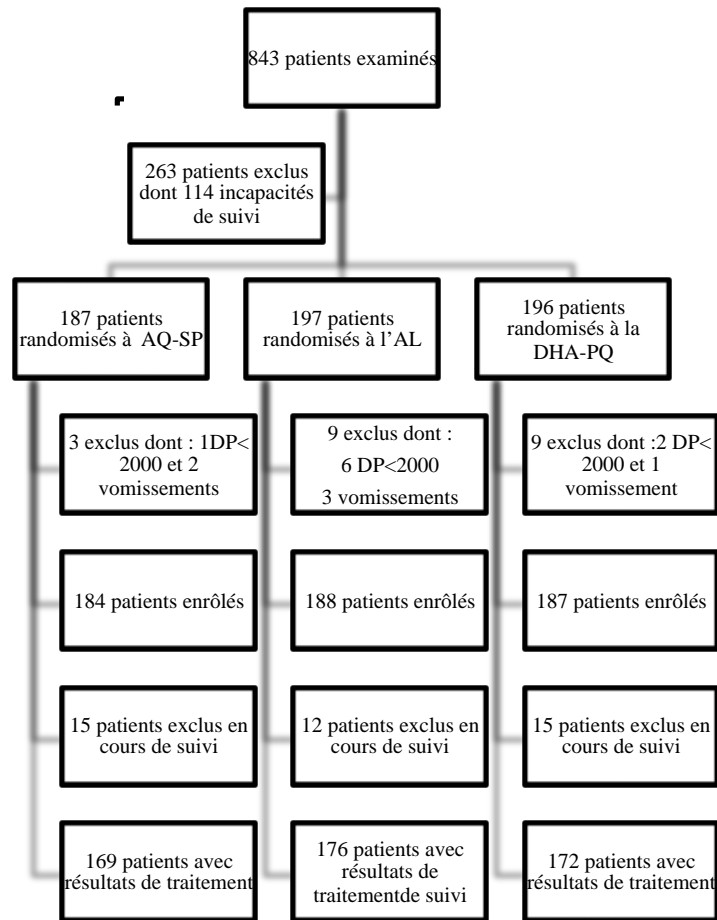 843 patients examinés
263 patients exclus
dont 114 incapacités
de suivi
187 patients
randomisés à AQ-SP
197 patients
randomisés à l’AL
196 patients
randomisés à la
DHA-PQ
3 exclus dont : 1DP<
2000 et 2
vomissements
9 exclus dont :
6 DP<2000
3 vomissements
9 exclus dont :2 DP<
2000 et 1
vomissement
184 patients enrôlés
188 patients enrôlés
187 patients enrôlés
15 patients exclus en
cours de suivi
12 patients exclus en
cours de suivi
15 patients exclus en
cours de suivi
169 patients avec
résultats de traitement
176 patients avec
résultats de
traitementde suivi
172 patients avec
résultats de traitement